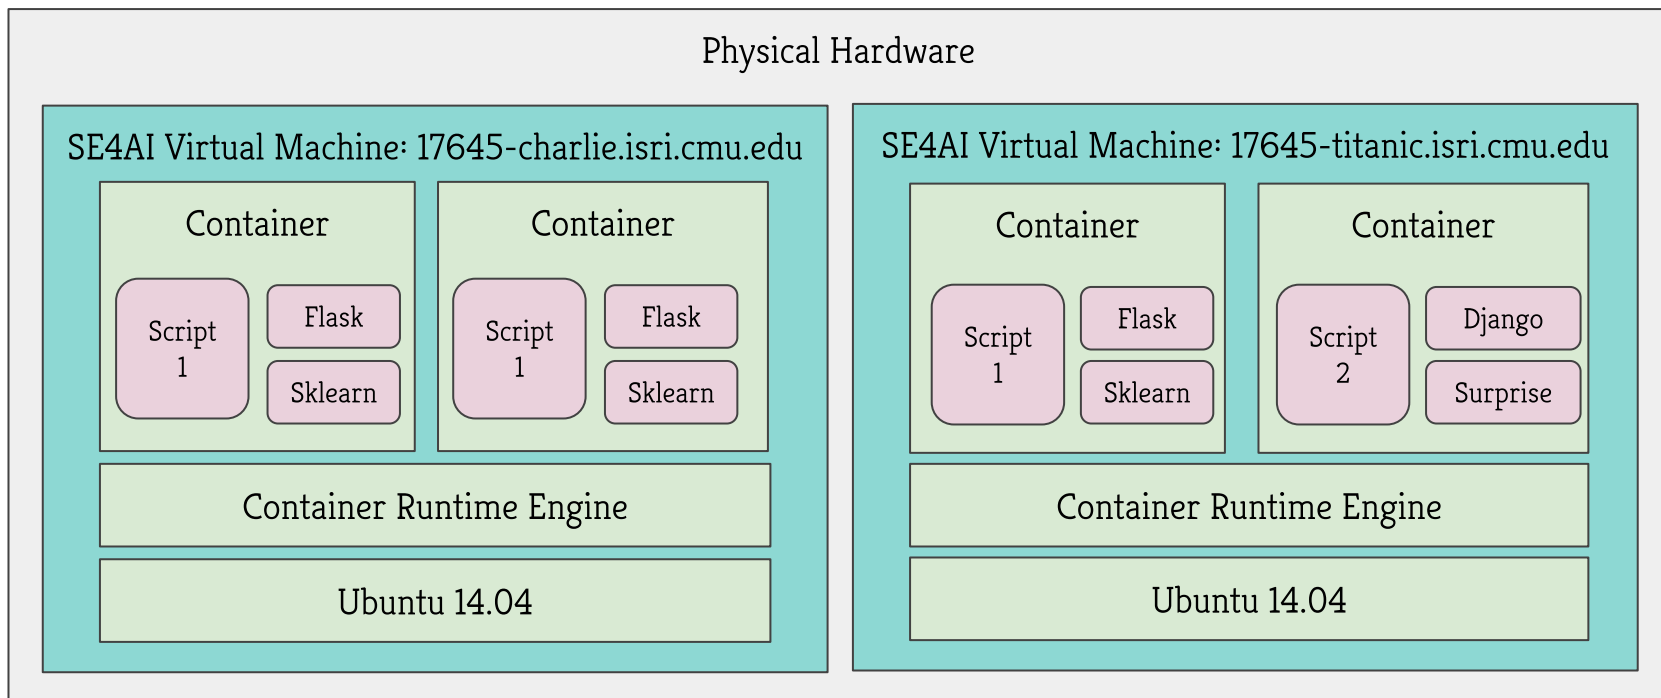 Physical Hardware
SE4AI Virtual Machine: 17645-charlie.isri.cmu.edu
Container
Script
1
Flask
Sklearn
Container
Script
1
Flask
Sklearn
Container Runtime Engine
Ubuntu 14.04
SE4AI Virtual Machine: 17645-titanic.isri.cmu.edu
Container
Script
1
Flask
Sklearn
Container
Script
2
Django
Surprise
Container Runtime Engine
Ubuntu 14.04